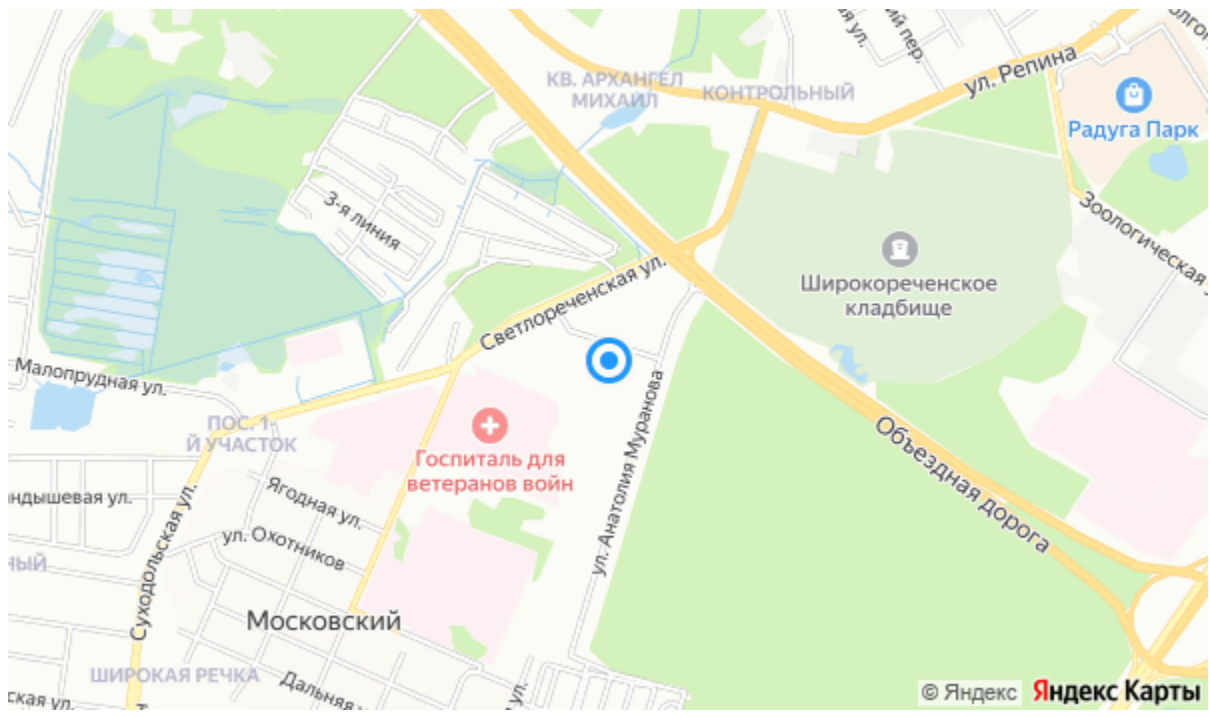 КВ. АРХАНГЕЛ
МИХАИЛ
КОНТРОЛЬНЫЙ
ул. Репина
Радуга Парк
3-я линия
Зоологическая
Светлореченская ул.
Широкореченское
кладбище
Малопрудная ул.
ПОС. 1-
Й УЧАСТОК
Госпиталь для
ветеранов войн
ул. Анатолия Муранова
Объездная дорога
Ягодная ул.
ул. Охотников
Суходольская ул.
Московский
ШИРОКАЯ РЕЧКА
Дальняя
© Яндекс Яндекс Карты